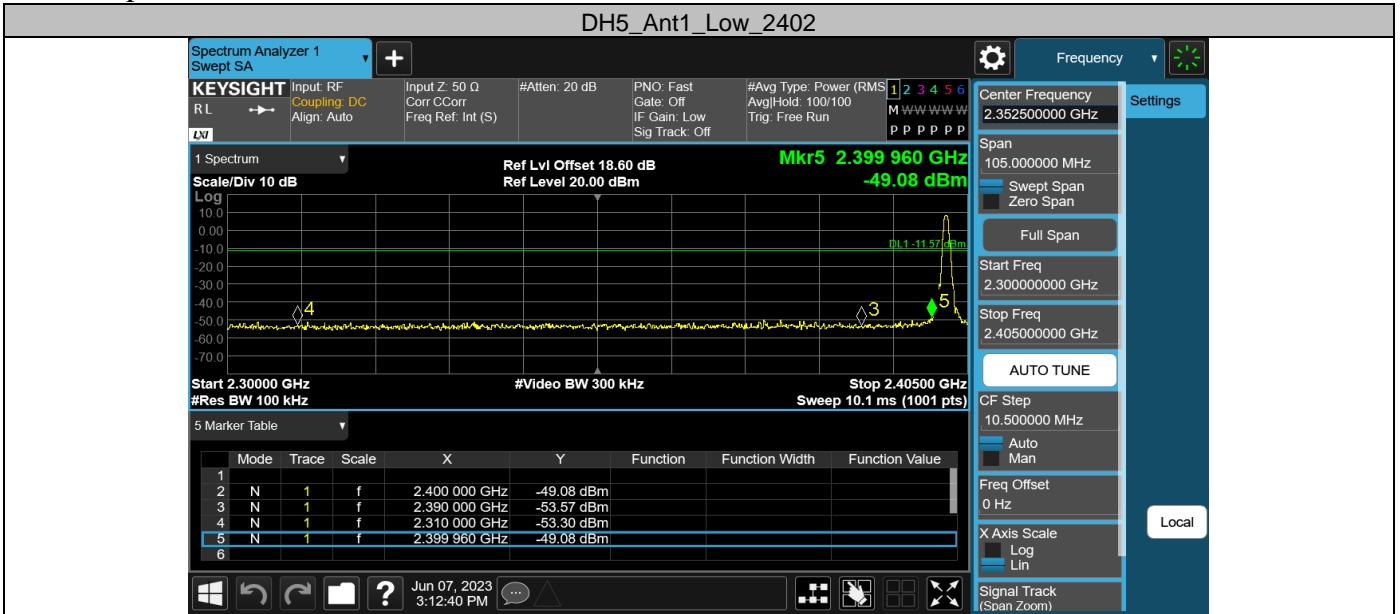 DH5_Ant1_Low_2402
Spectrum Analyzer 1
Swept SA
Frequency
KEYSIGHT
RL
LXI
Input: RF
Coupling: DC
Align: Auto
Input Z: 50 Ω
Corr CCorr
Freq Ref: Int (S)
#Atten: 20 dB
PNO: Fast
Gate: Off
IF Gain: Low
Sig Track: Off
#Avg Type: Power (RMS
Avg|Hold: 100/100
Trig: Free Run
1 2 3 4 5 6
M W W W W W
P P P P P P
1 Spectrum
Scale/Div 10 dB
Ref Lvl Offset 18.60 dB
Ref Level 20.00 dBm
Mkr5 2.399 960 GHz
-49.08 dBm
Log
10.0
0.00
-10.0
-20.0
-30.0
-40.0
-50.0
-60.0
-70.0
DL1 -11.57 dBm
4
3
5
Start 2.30000 GHz
#Res BW 100 kHz
#Video BW 300 kHz
Stop 2.40500 GHz
Sweep 10.1 ms (1001 pts)
5 Marker Table
Mode Trace Scale X Y Function Function Width Function Value
1
2 N 1 f 2.400 000 GHz -49.08 dBm
3 N 1 f 2.390 000 GHz -53.57 dBm
4 N 1 f 2.310 000 GHz -53.30 dBm
5 N 1 f 2.399 960 GHz -49.08 dBm
6
Jun 07, 2023
3:12:40 PM
Center Frequency
2.352500000 GHz
Settings
Span
105.000000 MHz
Swept Span
Zero Span
Full Span
Start Freq
2.300000000 GHz
Stop Freq
2.405000000 GHz
AUTO TUNE
CF Step
10.500000 MHz
Auto
Man
Freq Offset
0 Hz
Local
X Axis Scale
Log
Lin
Signal Track
(Span Zoom)